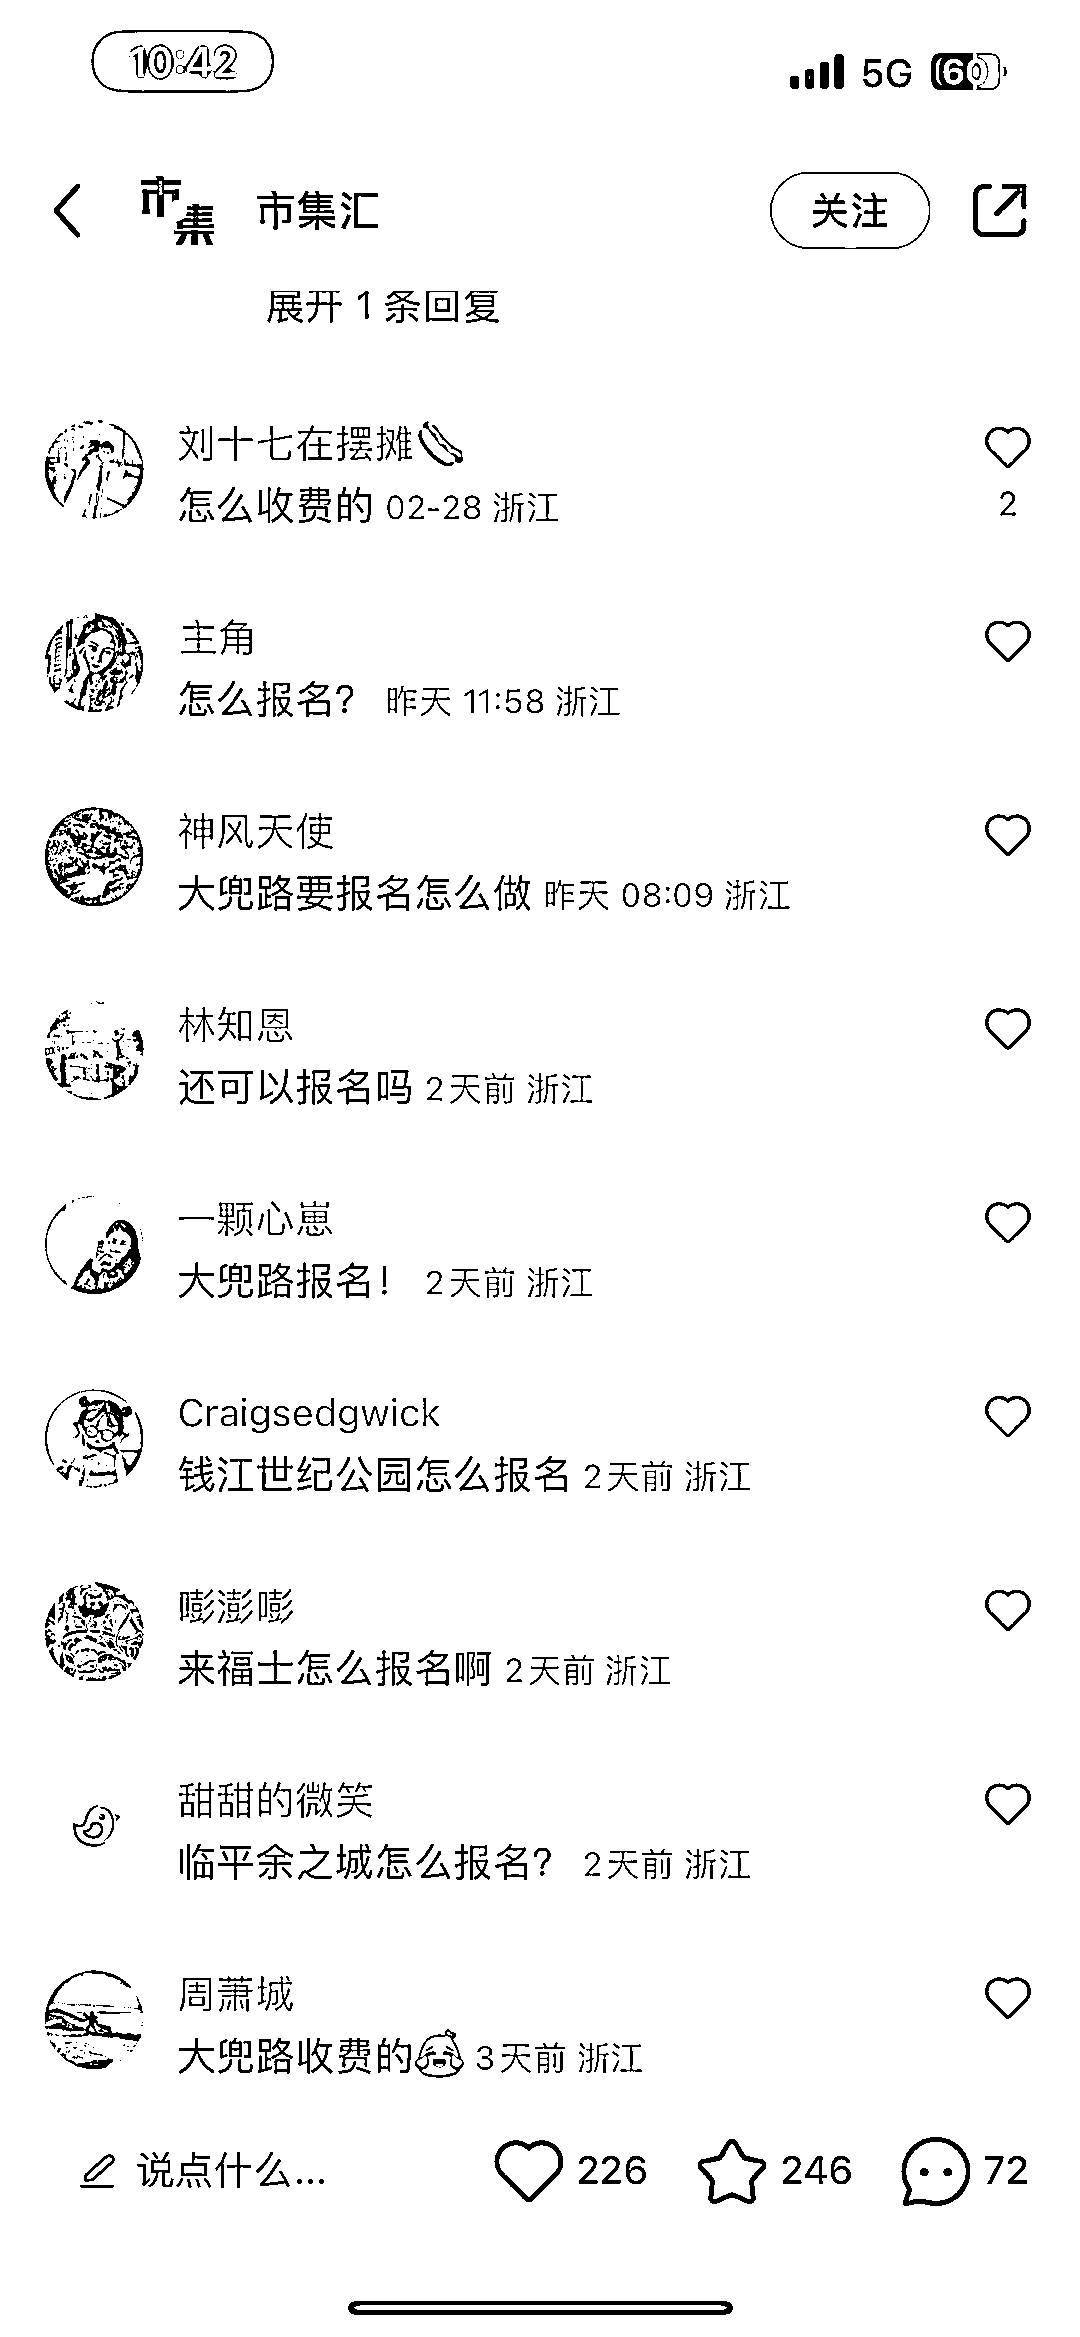 10:42
5G 60
市集 市集汇 关注
展开 1 条回复
刘十七在摆摊🌭
怎么收费的 02-28 浙江
2
主角
怎么报名? 昨天 11:58 浙江
神风天使
大兜路要报名怎么做 昨天 08:09 浙江
林知恩
还可以报名吗 2天前 浙江
一颗心崽
大兜路报名! 2天前 浙江
Craigsedgwick
钱江世纪公园怎么报名 2天前 浙江
嘭澎嘭
来福士怎么报名啊 2天前 浙江
甜甜的微笑
临平余之城怎么报名? 2天前 浙江
周萧城
大兜路收费的 3天前 浙江
说点什么... 226 246 72